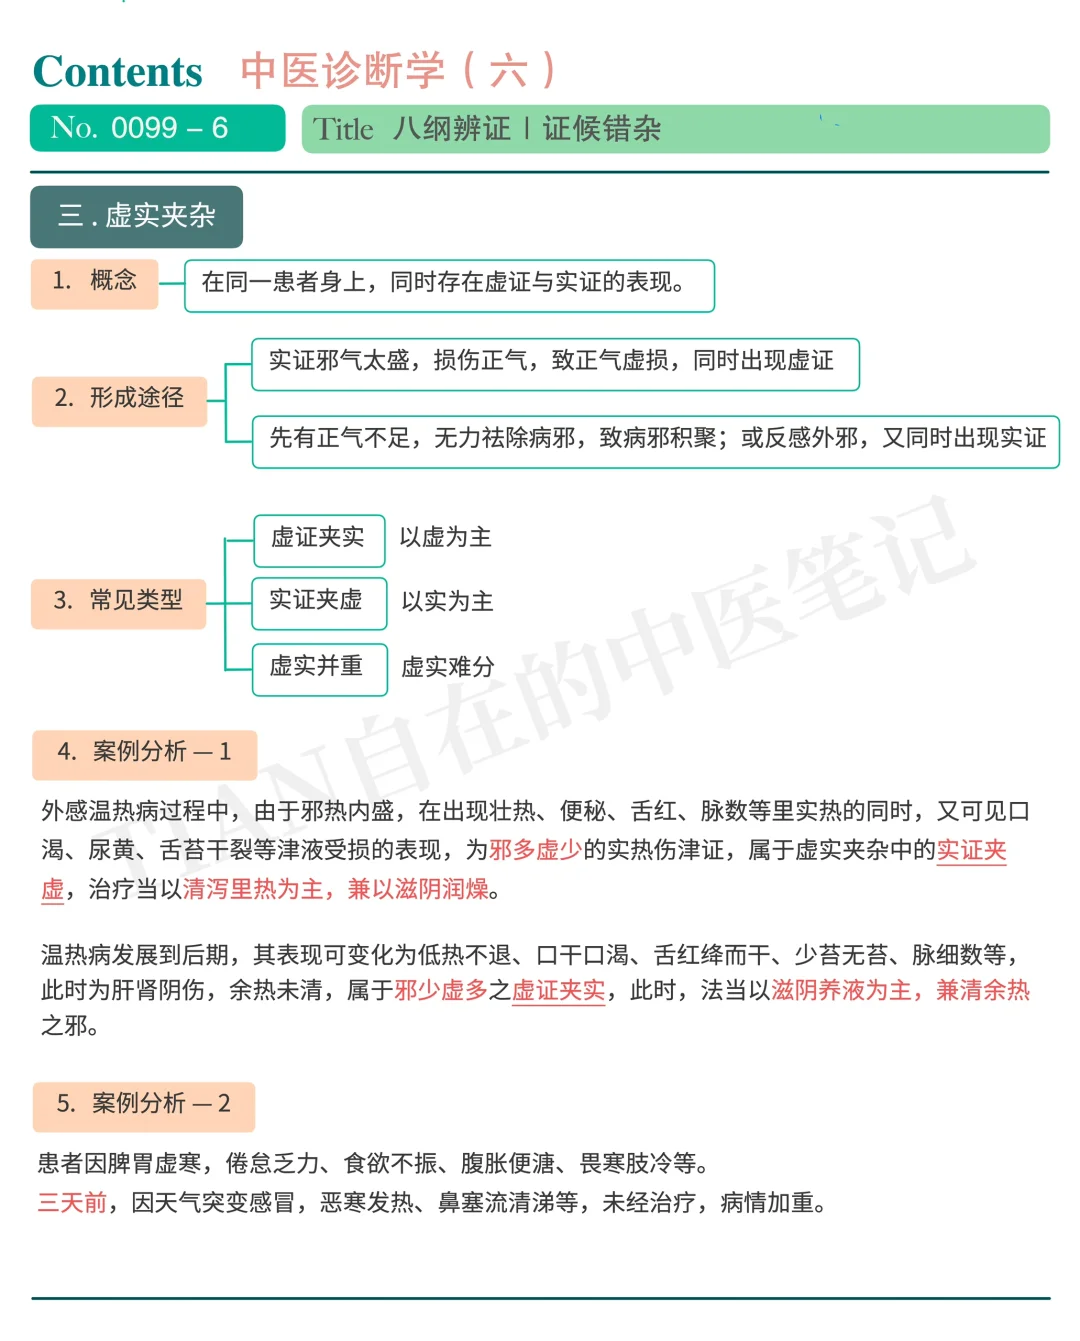 Contents 中医诊断学（六）
No. 0099 – 6 Title 八纲辨证 | 证候错杂
三 . 虚实夹杂
1. 概念 在同一患者身上，同时存在虚证与实证的表现。
实证邪气太盛，损伤正气，致正气虚损，同时出现虚证
2. 形成途径
先有正气不足，无力祛除病邪，致病邪积聚；或反感外邪，又同时出现实证
虚证夹实 以虚为主
3. 常见类型 实证夹虚 以实为主
虚实并重 虚实难分
4. 案例分析 — 1
外感温热病过程中，由于邪热内盛，在出现壮热、便秘、舌红、脉数等里实热的同时，又可见口
渴、尿黄、舌苔干裂等津液受损的表现，为邪多虚少的实热伤津证，属于虚实夹杂中的实证夹
虚，治疗当以清泻里热为主，兼以滋阴润燥。
温热病发展到后期，其表现可变化为低热不退、口干口渴、舌红绛而干、少苔无苔、脉细数等，
此时为肝肾阴伤，余热未清，属于邪少虚多之虚证夹实，此时，法当以滋阴养液为主，兼清余热
之邪。
5. 案例分析 — 2
患者因脾胃虚寒，倦怠乏力、食欲不振、腹胀便溏、畏寒肢冷等。
三天前，因天气突变感冒，恶寒发热、鼻塞流清涕等，未经治疗，病情加重。
TIAN自在的中医笔记